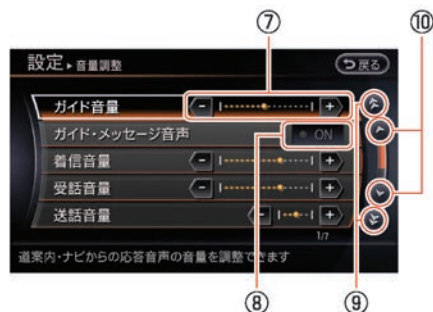 ⑦
⑩
設定▸音量調整
戻る
ガイド音量
- +
ガイド・メッセージ音声
ON
着信音量
- +
受話音量
- +
送話音量
- +
1/7
道案内・ナビからの応答音声の音量を調整できます
⑧
⑨